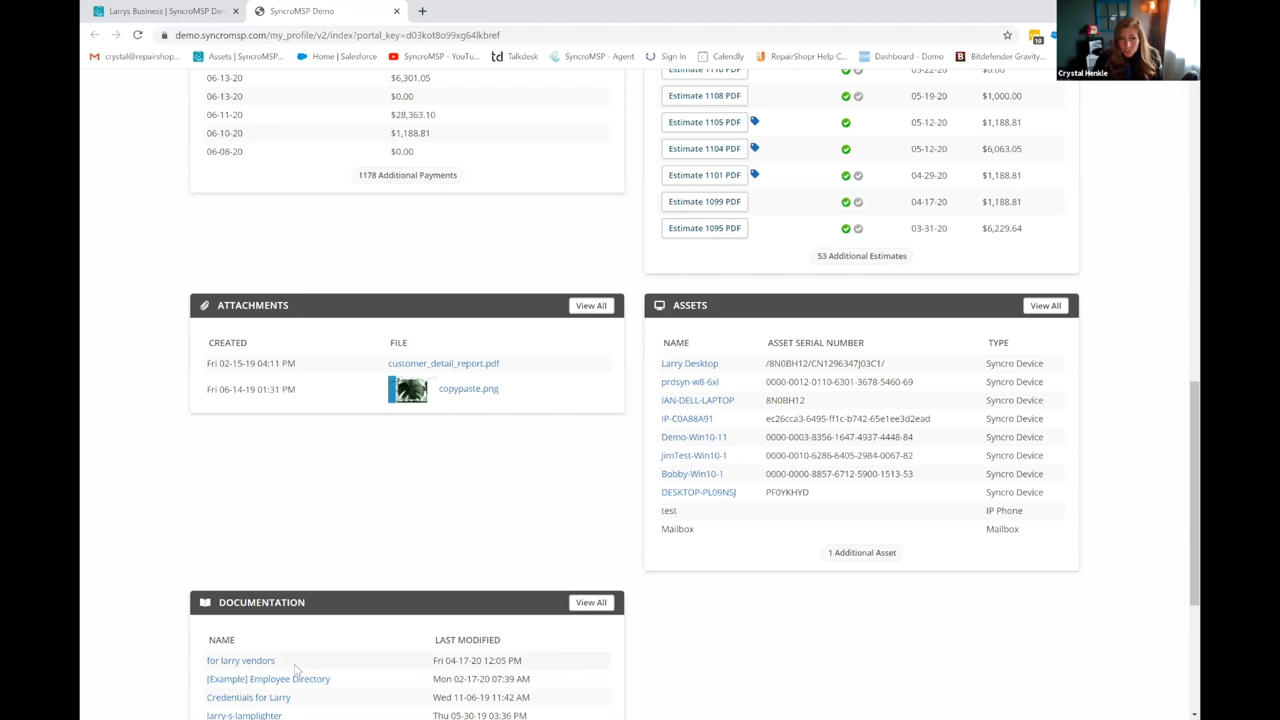 Larrys Business | SyncroMSP Dem
SyncroMSP Demo
demo.syncromsp.com/my_profile/v2/index?portal_key=d03kot8o99xg64lkbref
crystal@repairshop...
Assets | SyncroMSP...
Home | Salesforce
SyncroMSP - YouTu...
Talkdesk
SyncroMSP - Agent
Sign In
Calendly
RepairShopr Help C...
Dashboard - Domo
Bitdefender Gravity...
10
Crystal Henkle
06-13-20 $6,301.05
06-13-20 $0.00
06-11-20 $28,363.10
06-10-20 $1,188.81
06-08-20 $0.00
1178 Additional Payments
Estimate 1110 PDF 05-22-20 $0.00
Estimate 1108 PDF 05-19-20 $1,000.00
Estimate 1105 PDF 05-12-20 $1,188.81
Estimate 1104 PDF 05-12-20 $6,063.05
Estimate 1101 PDF 04-29-20 $1,188.81
Estimate 1099 PDF 04-17-20 $1,188.81
Estimate 1095 PDF 03-31-20 $6,229.64
53 Additional Estimates
ATTACHMENTS View All
CREATED FILE
Fri 02-15-19 04:11 PM customer_detail_report.pdf
Fri 06-14-19 01:31 PM copypaste.png
ASSETS View All
NAME ASSET SERIAL NUMBER TYPE
Larry Desktop /8N0BH12/CN1296347J03C1/ Syncro Device
prdsyn-w8-6xl 0000-0012-0110-6301-3678-5460-69 Syncro Device
IAN-DELL-LAPTOP 8N0BH12 Syncro Device
IP-C0A88A91 ec26cca3-6495-ff1c-b742-65e1ee3d2ead Syncro Device
Demo-Win10-11 0000-0003-8356-1647-4937-4448-84 Syncro Device
JimTest-Win10-1 0000-0010-6286-6405-2984-0067-82 Syncro Device
Bobby-Win10-1 0000-0000-8857-6712-5900-1513-53 Syncro Device
DESKTOP-PL09NSJ PF0YKHYD Syncro Device
test IP Phone
Mailbox Mailbox
1 Additional Asset
DOCUMENTATION View All
NAME LAST MODIFIED
for larry vendors Fri 04-17-20 12:05 PM
[Example] Employee Directory Mon 02-17-20 07:39 AM
Credentials for Larry Wed 11-06-19 11:42 AM
larry-s-lamplighter Thu 05-30-19 03:36 PM